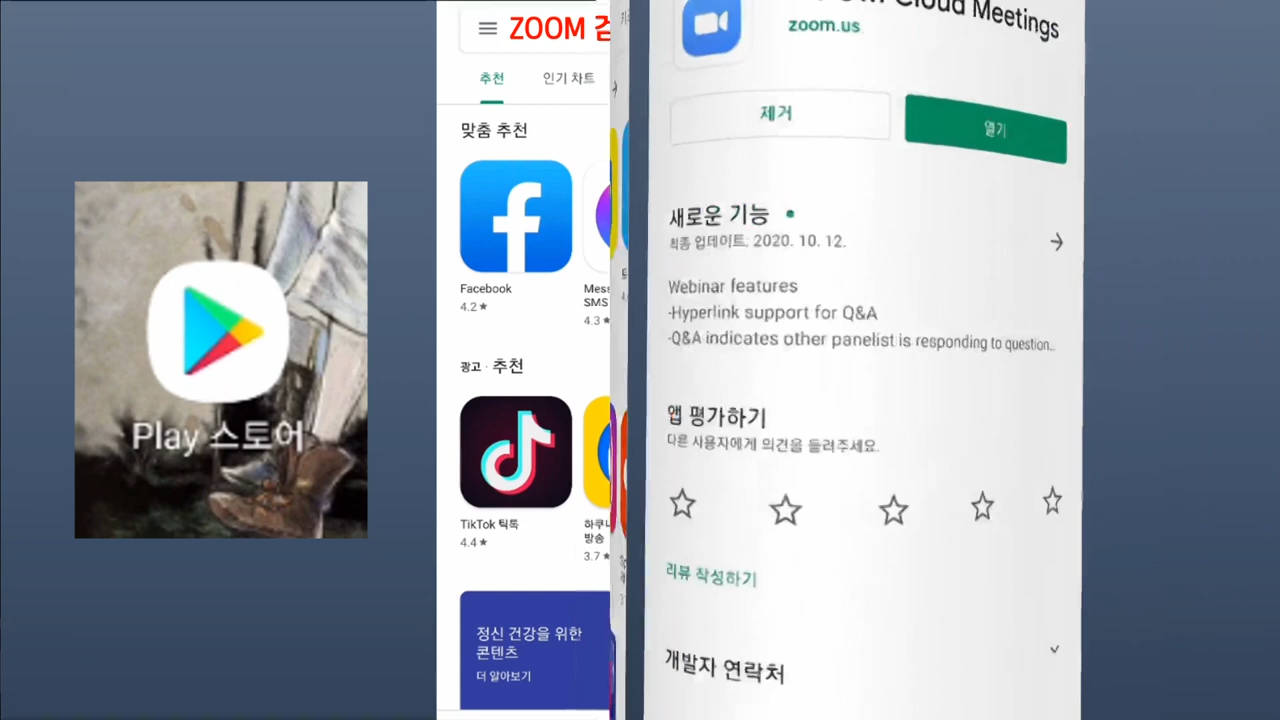 Play 스토어
ZOOM
추천
인기 차트
맞춤 추천
Facebook
4.2★
SMS
4.3★
광고 · 추천
TikTok 틱톡
4.4★
방송
3.7★
정신 건강을 위한
콘텐츠
더 알아보기
Cloud Meetings
zoom.us
제거
열기
새로운 기능
최종 업데이트: 2020. 10. 12.
Webinar features
-Hyperlink support for Q&A
-Q&A indicates other panelist is responding to question...
앱 평가하기
다른 사용자에게 의견을 들려주세요.
리뷰 작성하기
개발자 연락처